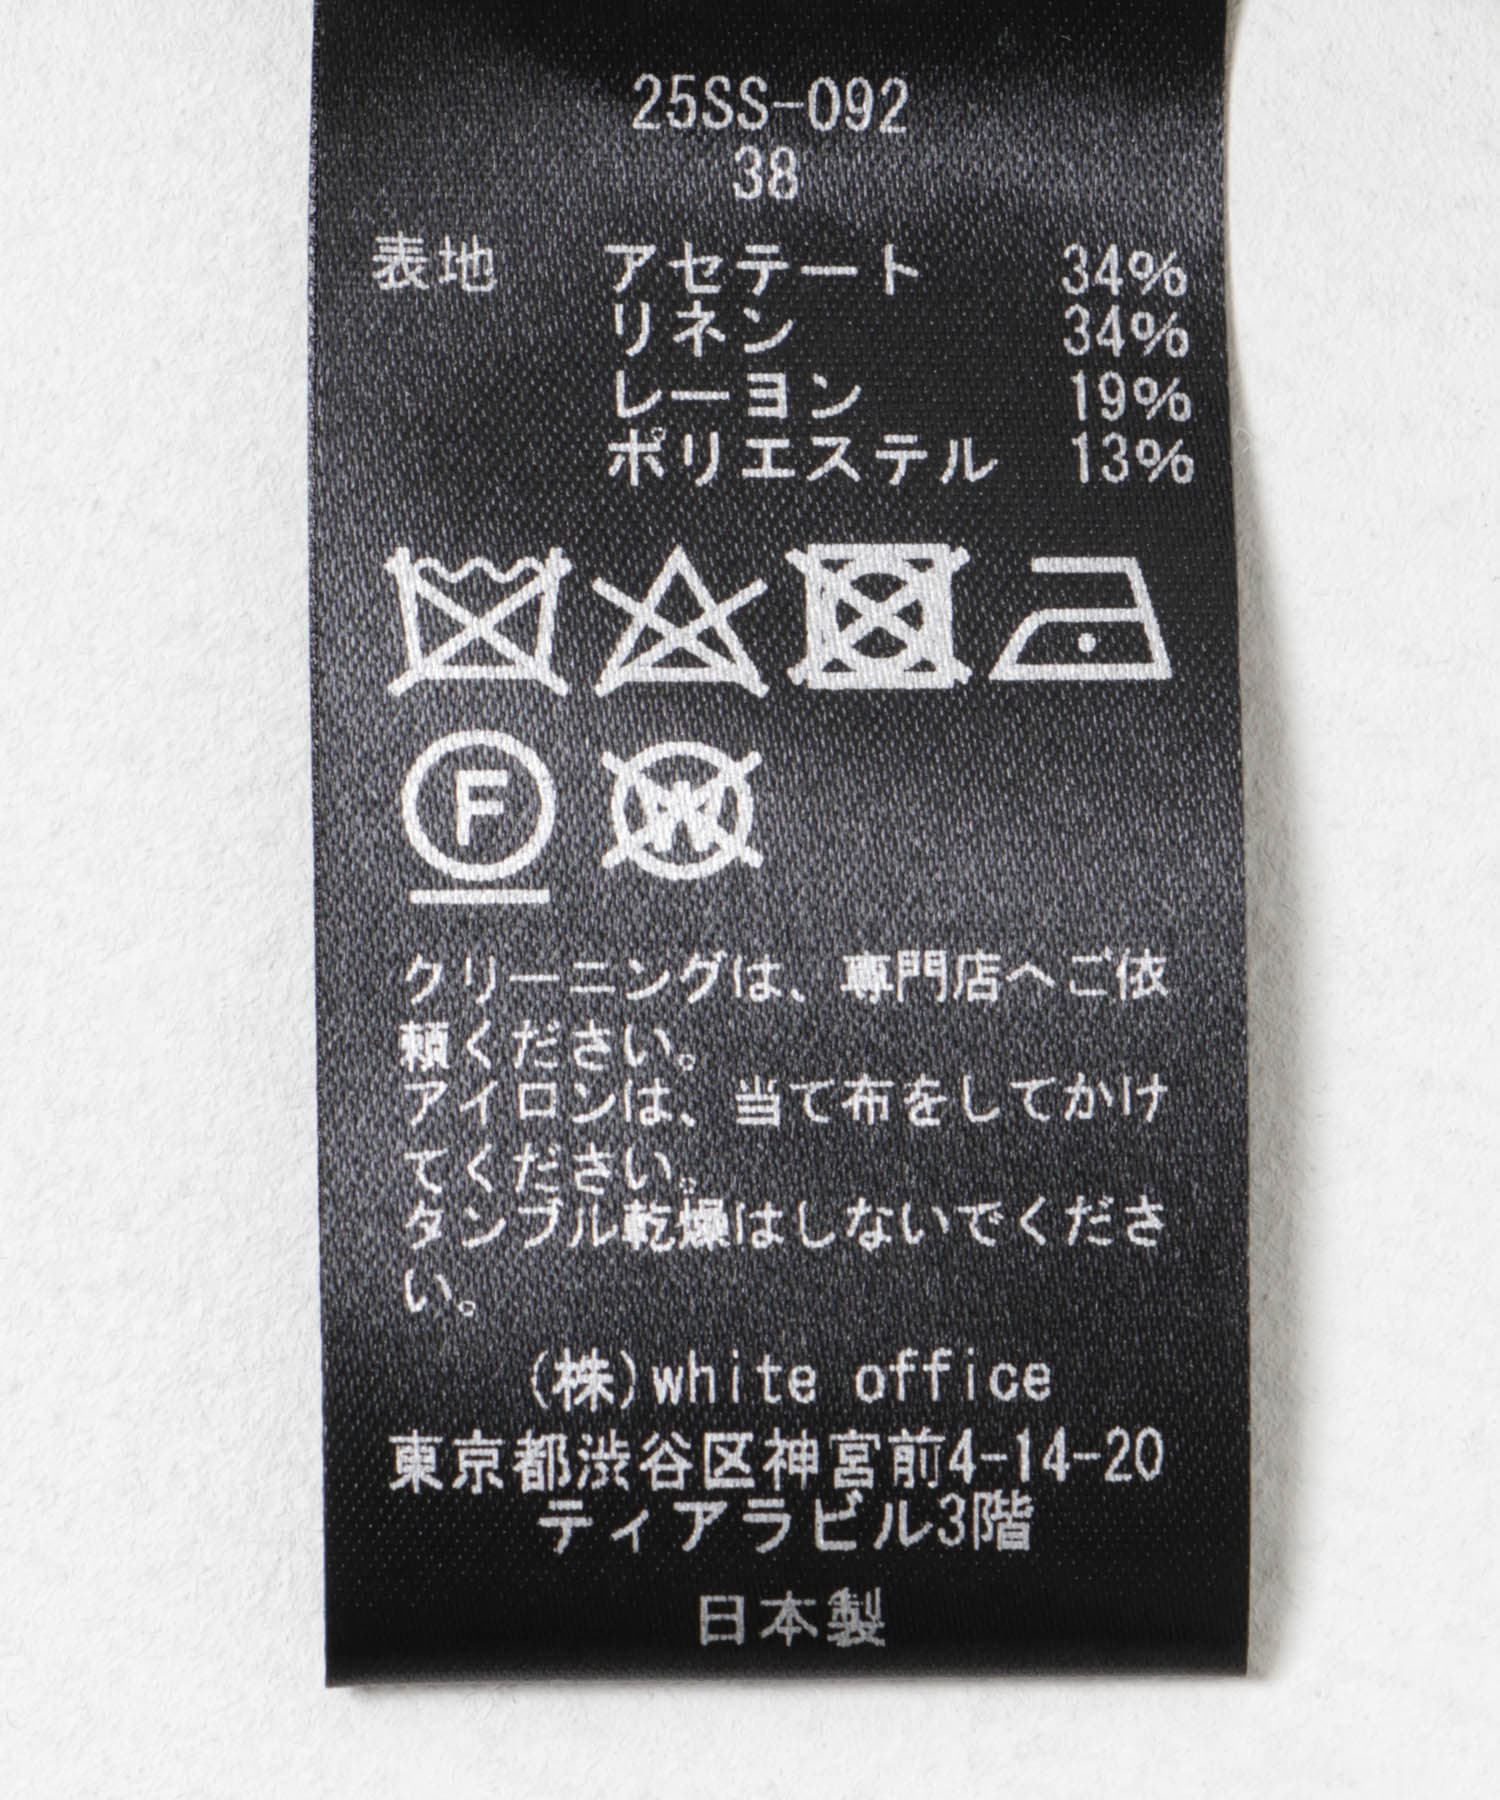 25SS-092
38
表地 アセテート 34%
リネン 34%
レーヨン 19%
ポリエステル 13%
F
W
クリーニングは、専門店へご依
頼ください。
アイロンは、当て布をしてかけ
てください。
タンブル乾燥はしないでくださ
い。
(株)white office
東京都渋谷区神宮前4-14-20
ティアラビル3階
日本製